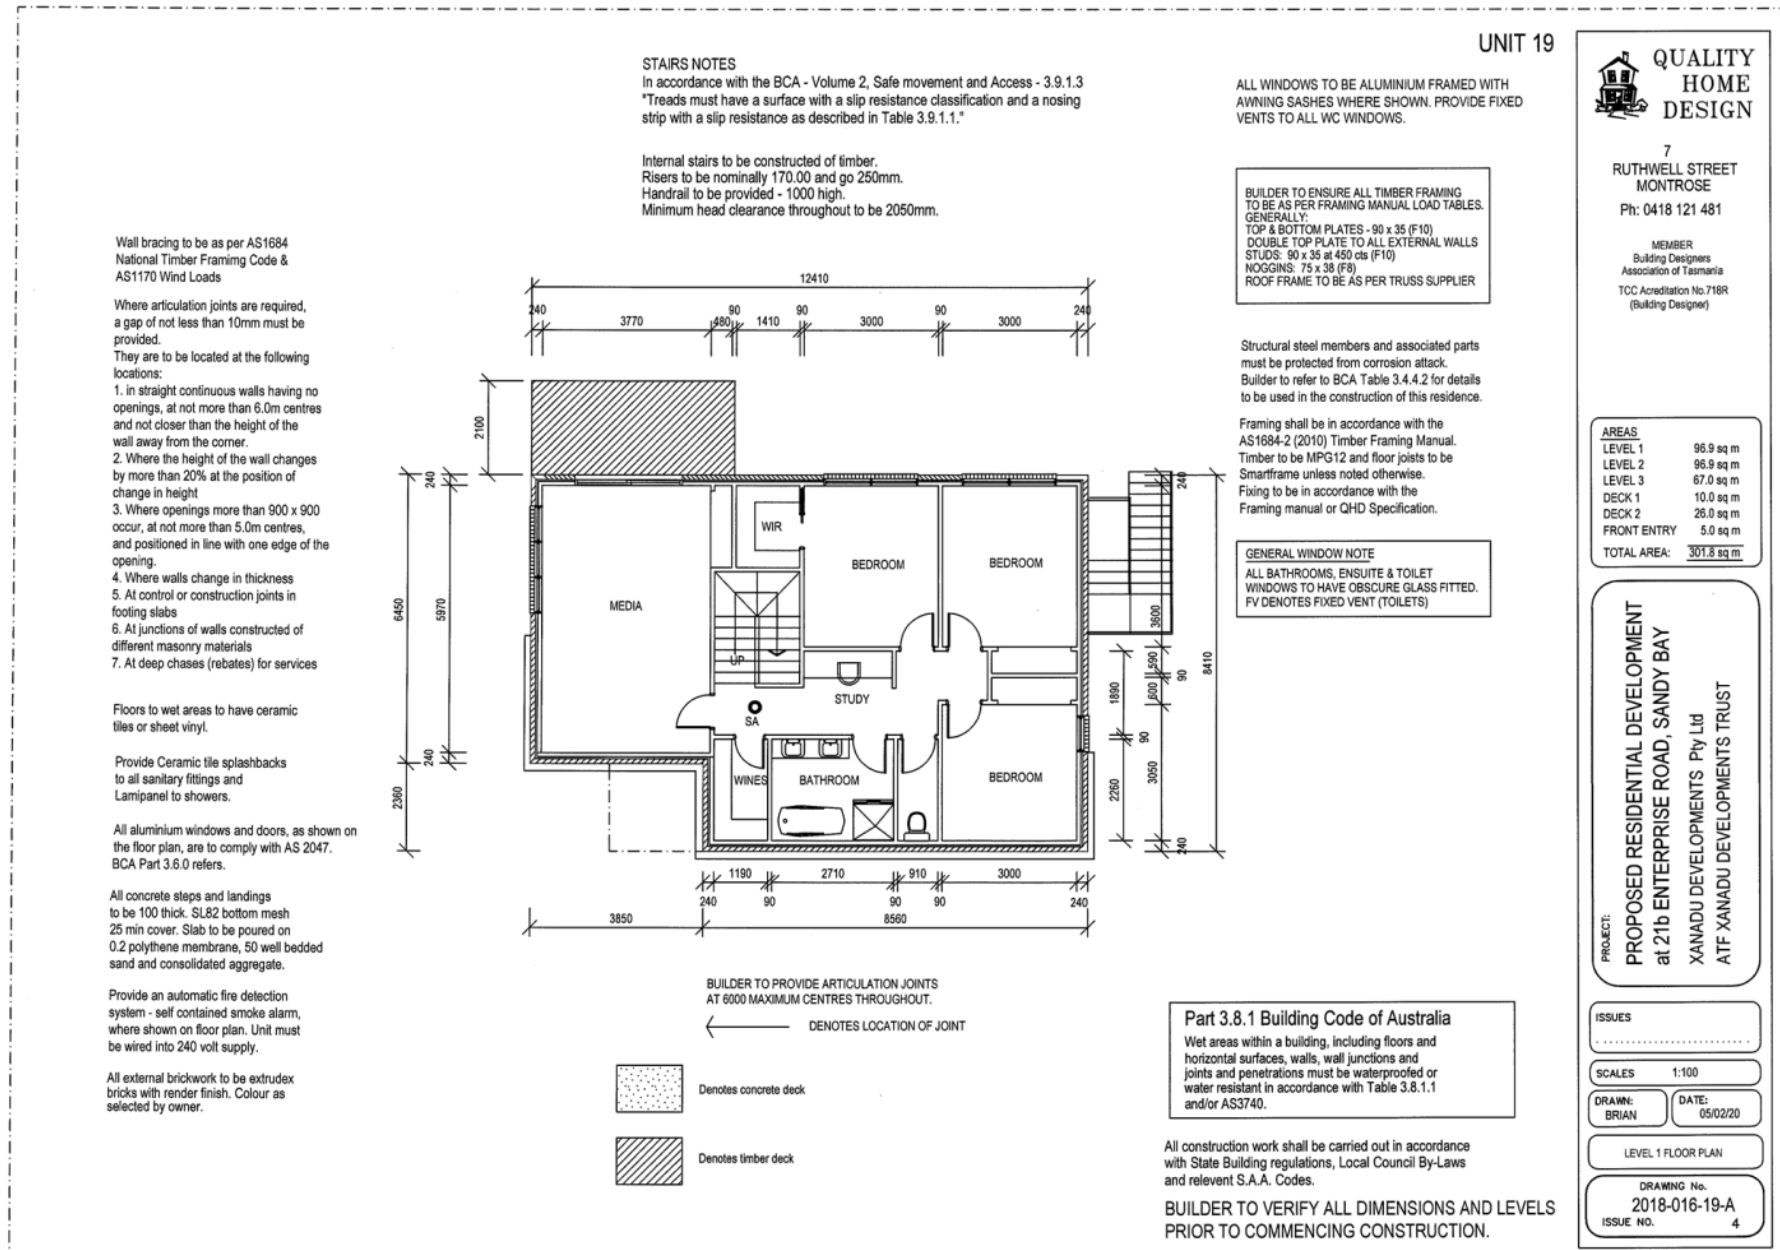 UNIT 19
STAIRS NOTES
In accordance with the BCA - Volume 2, Safe movement and Access - 3.9.1.3
"Treads must have a surface with a slip resistance classification and a nosing
strip with a slip resistance as described in Table 3.9.1.1."
Internal stairs to be constructed of timber.
Risers to be nominally 170.00 and go 250mm.
Handrail to be provided - 1000 high.
Minimum head clearance throughout to be 2050mm.
Wall bracing to be as per AS1684
National Timber Framimg Code &
AS1170 Wind Loads
Where articulation joints are required,
a gap of not less than 10mm must be
provided.
They are to be located at the following
locations:
1. in straight continuous walls having no
openings, at not more than 6.0m centres
and not closer than the height of the
wall away from the corner.
2. Where the height of the wall changes
by more than 20% at the position of
change in height
3. Where openings more than 900 x 900
occur, at not more than 5.0m centres,
and positioned in line with one edge of the
opening.
4. Where walls change in thickness
5. At control or construction joints in
footing slabs
6. At junctions of walls constructed of
different masonry materials
7. At deep chases (rebates) for services
Floors to wet areas to have ceramic
tiles or sheet vinyl.
Provide Ceramic tile splashbacks
to all sanitary fittings and
Lamipanel to showers.
All aluminium windows and doors, as shown on
the floor plan, are to comply with AS 2047.
BCA Part 3.6.0 refers.
All concrete steps and landings
to be 100 thick. SL82 bottom mesh
25 min cover. Slab to be poured on
0.2 polythene membrane, 50 well bedded
sand and consolidated aggregate.
Provide an automatic fire detection
system - self contained smoke alarm,
where shown on floor plan. Unit must
be wired into 240 volt supply.
All external brickwork to be extrudex
bricks with render finish. Colour as
selected by owner.
12410
240 3770 480 90 1410 90 3000 90 3000 240
2100
240
6450
5970
240
2360
WIR
BEDROOM
BEDROOM
MEDIA
UP
STUDY
SA
WINES
BATHROOM
BEDROOM
240
3600
8410
590
90
1890
600
90
3050
2260
240
1190 2710 910 3000
240 90 90 90 240
3850 8560
BUILDER TO PROVIDE ARTICULATION JOINTS
AT 6000 MAXIMUM CENTRES THROUGHOUT.
DENOTES LOCATION OF JOINT
Denotes concrete deck
Denotes timber deck
ALL WINDOWS TO BE ALUMINIUM FRAMED WITH
AWNING SASHES WHERE SHOWN. PROVIDE FIXED
VENTS TO ALL WC WINDOWS.
BUILDER TO ENSURE ALL TIMBER FRAMING
TO BE AS PER FRAMING MANUAL LOAD TABLES.
GENERALLY:
TOP & BOTTOM PLATES - 90 x 35 (F10)
DOUBLE TOP PLATE TO ALL EXTERNAL WALLS
STUDS: 90 x 35 at 450 cts (F10)
NOGGINS: 75 x 38 (F8)
ROOF FRAME TO BE AS PER TRUSS SUPPLIER
Structural steel members and associated parts
must be protected from corrosion attack.
Builder to refer to BCA Table 3.4.4.2 for details
to be used in the construction of this residence.
Framing shall be in accordance with the
AS1684-2 (2010) Timber Framing Manual.
Timber to be MPG12 and floor joists to be
Smartframe unless noted otherwise.
Fixing to be in accordance with the
Framing manual or QHD Specification.
GENERAL WINDOW NOTE
ALL BATHROOMS, ENSUITE & TOILET
WINDOWS TO HAVE OBSCURE GLASS FITTED.
FV DENOTES FIXED VENT (TOILETS)
Part 3.8.1 Building Code of Australia
Wet areas within a building, including floors and
horizontal surfaces, walls, wall junctions and
joints and penetrations must be waterproofed or
water resistant in accordance with Table 3.8.1.1
and/or AS3740.
All construction work shall be carried out in accordance
with State Building regulations, Local Council By-Laws
and relevent S.A.A. Codes.
BUILDER TO VERIFY ALL DIMENSIONS AND LEVELS
PRIOR TO COMMENCING CONSTRUCTION.
QUALITY
HOME
DESIGN
7
RUTHWELL STREET
MONTROSE
Ph: 0418 121 481
MEMBER
Building Designers
Association of Tasmania
TCC Acreditation No.718R
(Building Designer)
AREAS
LEVEL 1 96.9 sq m
LEVEL 2 96.9 sq m
LEVEL 3 67.0 sq m
DECK 1 10.0 sq m
DECK 2 26.0 sq m
FRONT ENTRY 5.0 sq m
TOTAL AREA: 301.8 sq m
PROJECT:
PROPOSED RESIDENTIAL DEVELOPMENT
at 21b ENTERPRISE ROAD, SANDY BAY
XANADU DEVELOPMENTS Pty Ltd
ATF XANADU DEVELOPMENTS TRUST
ISSUES
SCALES 1:100
DRAWN:
BRIAN
DATE:
05/02/20
LEVEL 1 FLOOR PLAN
DRAWING No.
2018-016-19-A
ISSUE NO. 4